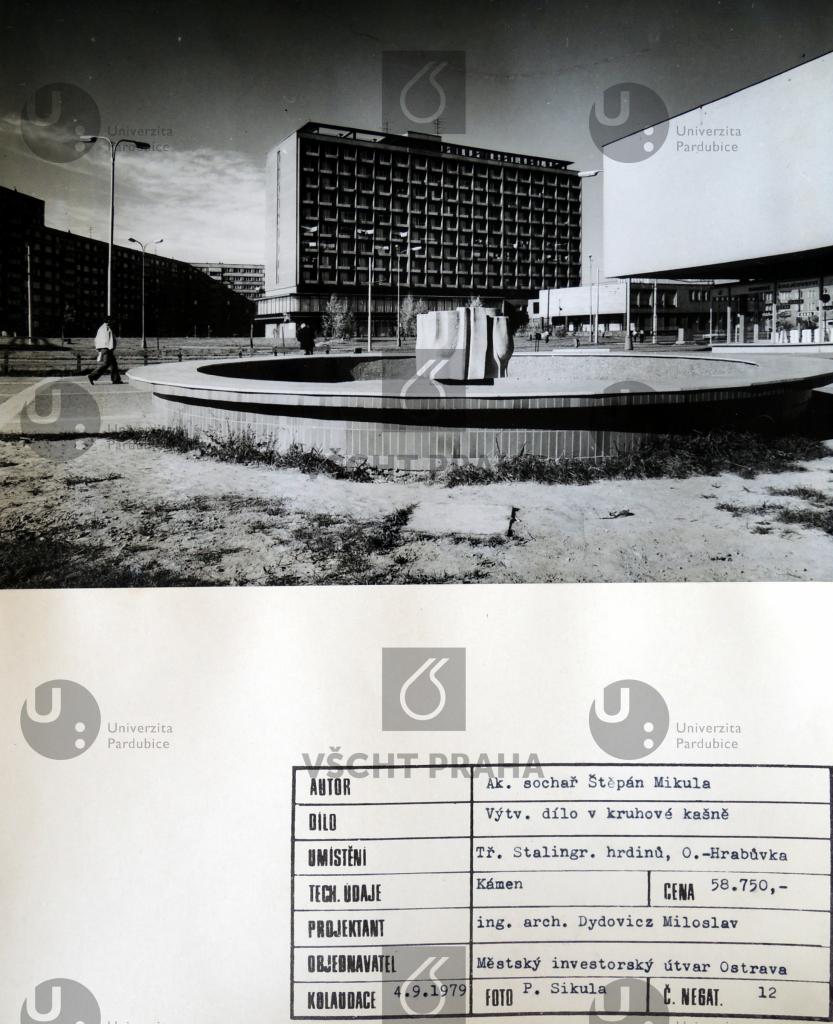 Univerzita
Pardubice
Univerzita
Pardubice
VŠCHT PRAHA
Univerzita
Pardubice
Univerzita
Pardubice
VŠCHT PRAHA
AUTOR Ak. sochař Štěpán Mikula
DÍLO Výtv. dílo v kruhové kašně
UMÍSTĚNÍ Tř. Stalingr. hrdinů, O.-Hrabůvka
TECH. ÚDAJE Kámen CENA 58.750,-
PROJEKTANT ing. arch. Dydovicz Miloslav
OBJEDNAVATEL Městský investorský útvar Ostrava
KOLAUDACE 4.9.1979 FOTO P. Sikula Č. NEGAT. 12